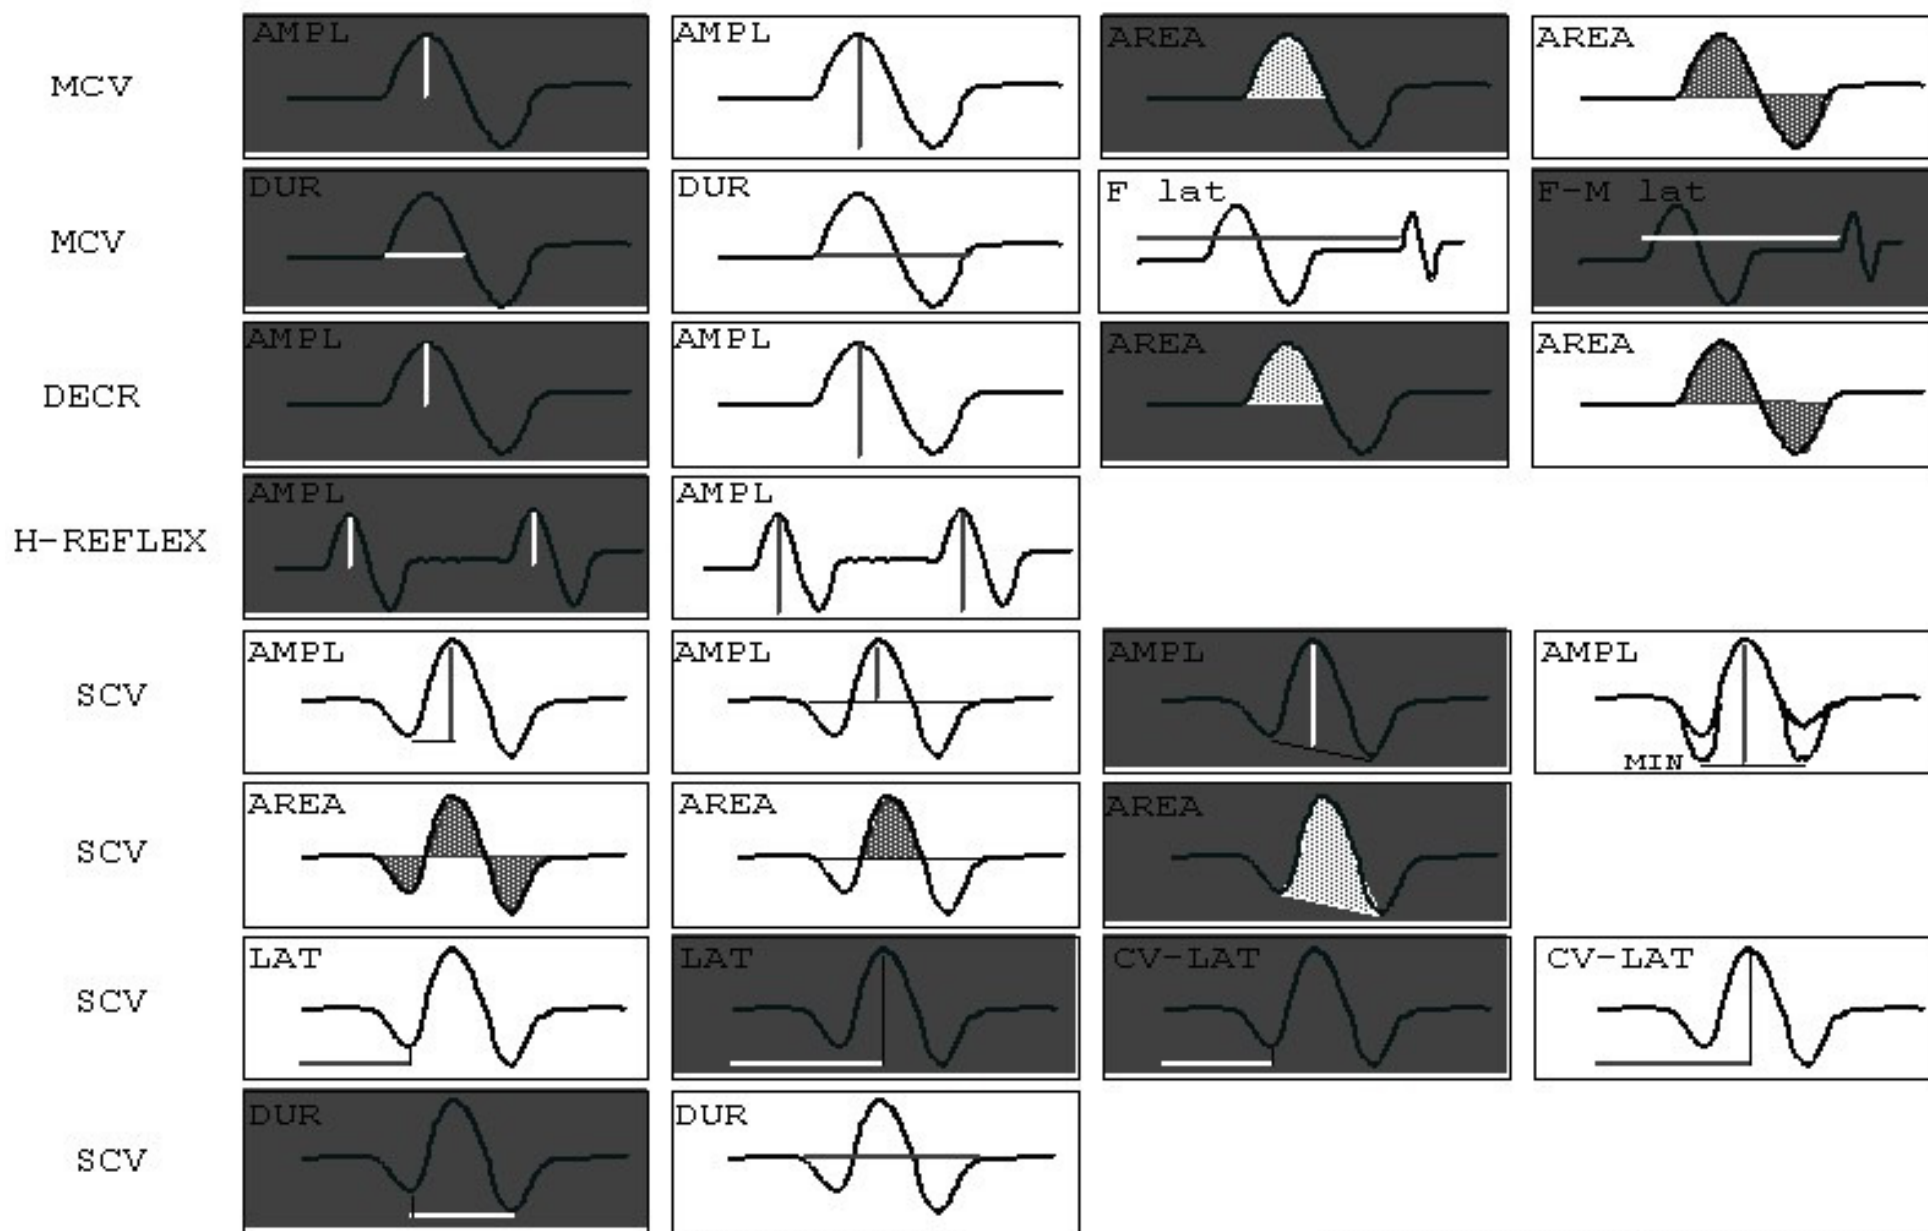 MCV AMPL AMPL AREA AREA
MCV DUR DUR F lat F-M lat
DECR AMPL AMPL AREA AREA
H-REFLEX AMPL AMPL
SCV AMPL AMPL AMPL AMPL
MIN
SCV AREA AREA AREA
SCV LAT LAT CV-LAT CV-LAT
SCV DUR DUR